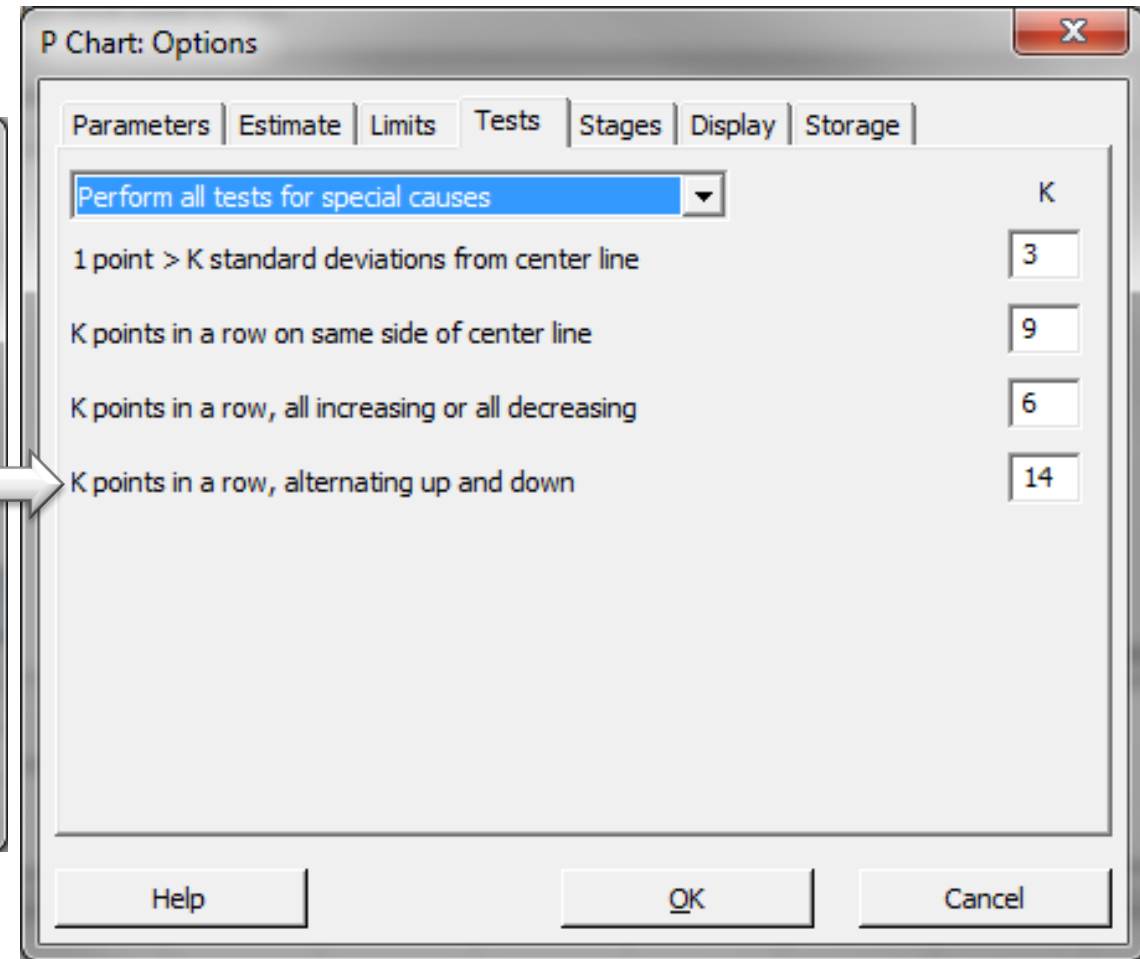 P Chart: Options
Parameters Estimate Limits Tests Stages Display Storage
Perform all tests for special causes K
1 point > K standard deviations from center line 3
K points in a row on same side of center line 9
K points in a row, all increasing or all decreasing 6
K points in a row, alternating up and down 14
Help OK Cancel